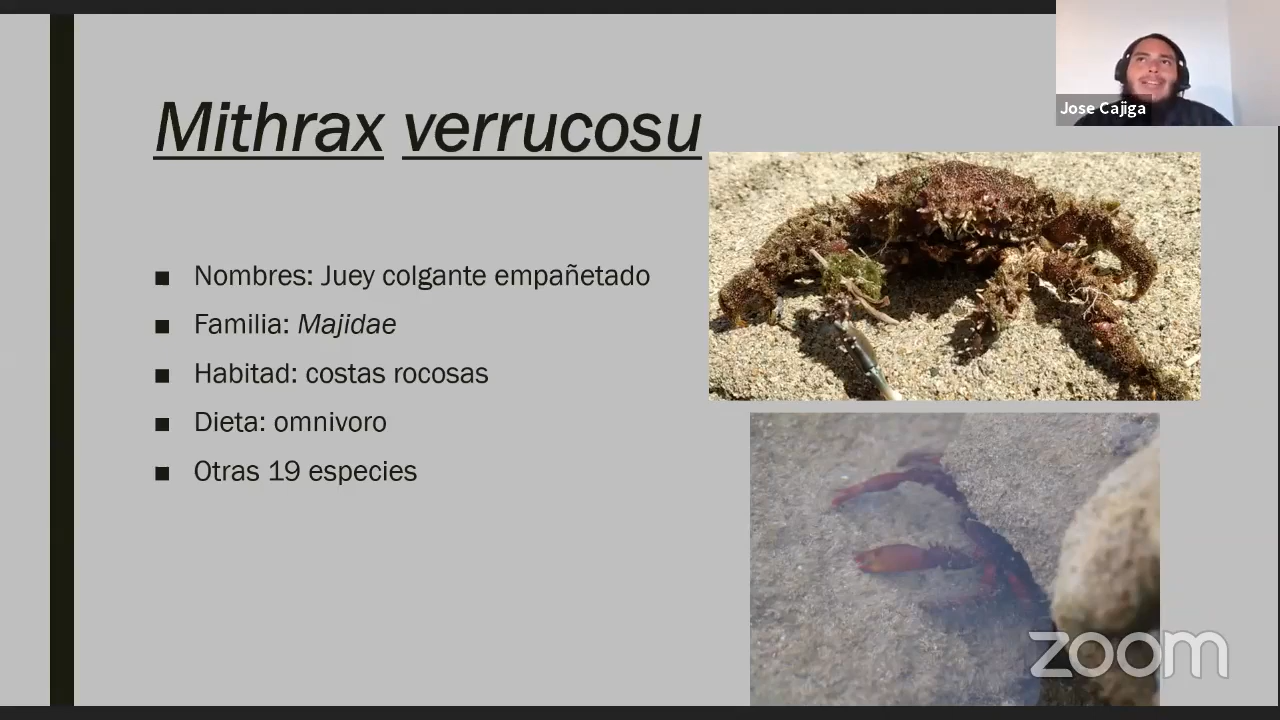 Mithrax verrucosu
Jose Cajiga
Nombres: Juey colgante empañetado
Familia: Majidae
Habitad: costas rocosas
Dieta: omnivoro
Otras 19 especies
zoom